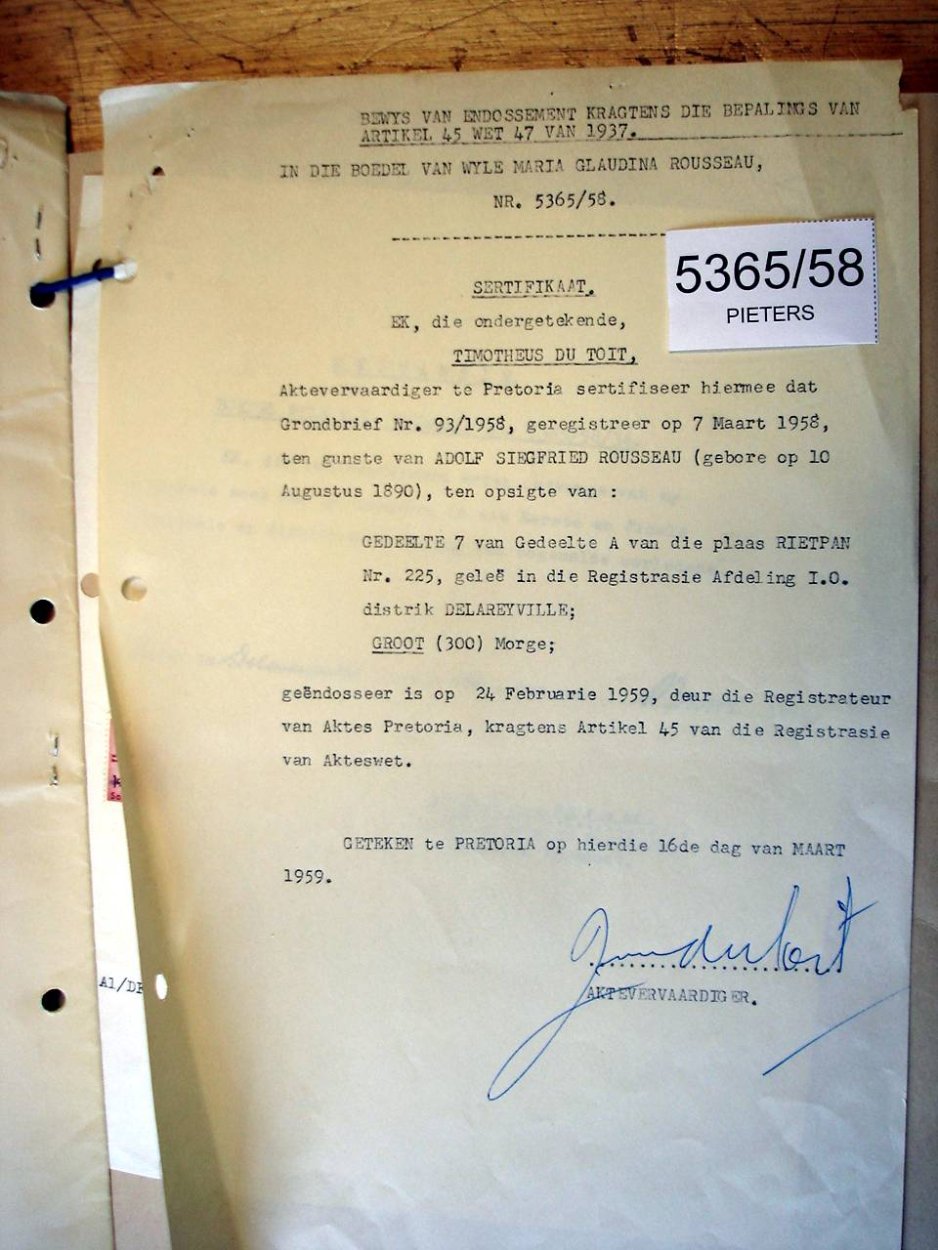 BEWYS VAN ENDOSSEMENT KRAGTENS DIE BEPALINGS VAN
ARTIKEL 45 WET 47 VAN 1937.
IN DIE BOEDEL VAN WYLE MARIA GLAUDINA ROUSSEAU,
NR. 5365/58.
5365/58
PIETERS
SERTIFIKAAT.
EK, die ondergetekende,
TIMOTHEUS DU TOIT,
Aktevervaardiger te Pretoria sertifiseer hiermee dat
Grondbrief Nr. 93/1958, geregistreer op 7 Maart 1958,
ten gunste van ADOLF SIEGFRIED ROUSSEAU (gebore op 10
Augustus 1890), ten opsigte van :
GEDEELTE 7 van Gedeelte A van die plaas RIETPAN
Nr. 225, geleë in die Registrasie Afdeling I.O.
distrik DELAREYVILLE;
GROOT (300) Morge;
geëndosseer is op 24 Februarie 1959, deur die Registrateur
van Aktes Pretoria, kragtens Artikel 45 van die Registrasie
van Akteswet.
GETEKEN te PRETORIA op hierdie 16de dag van MAART
1959.
AKTEVERVAARDIGER.
Al/DR